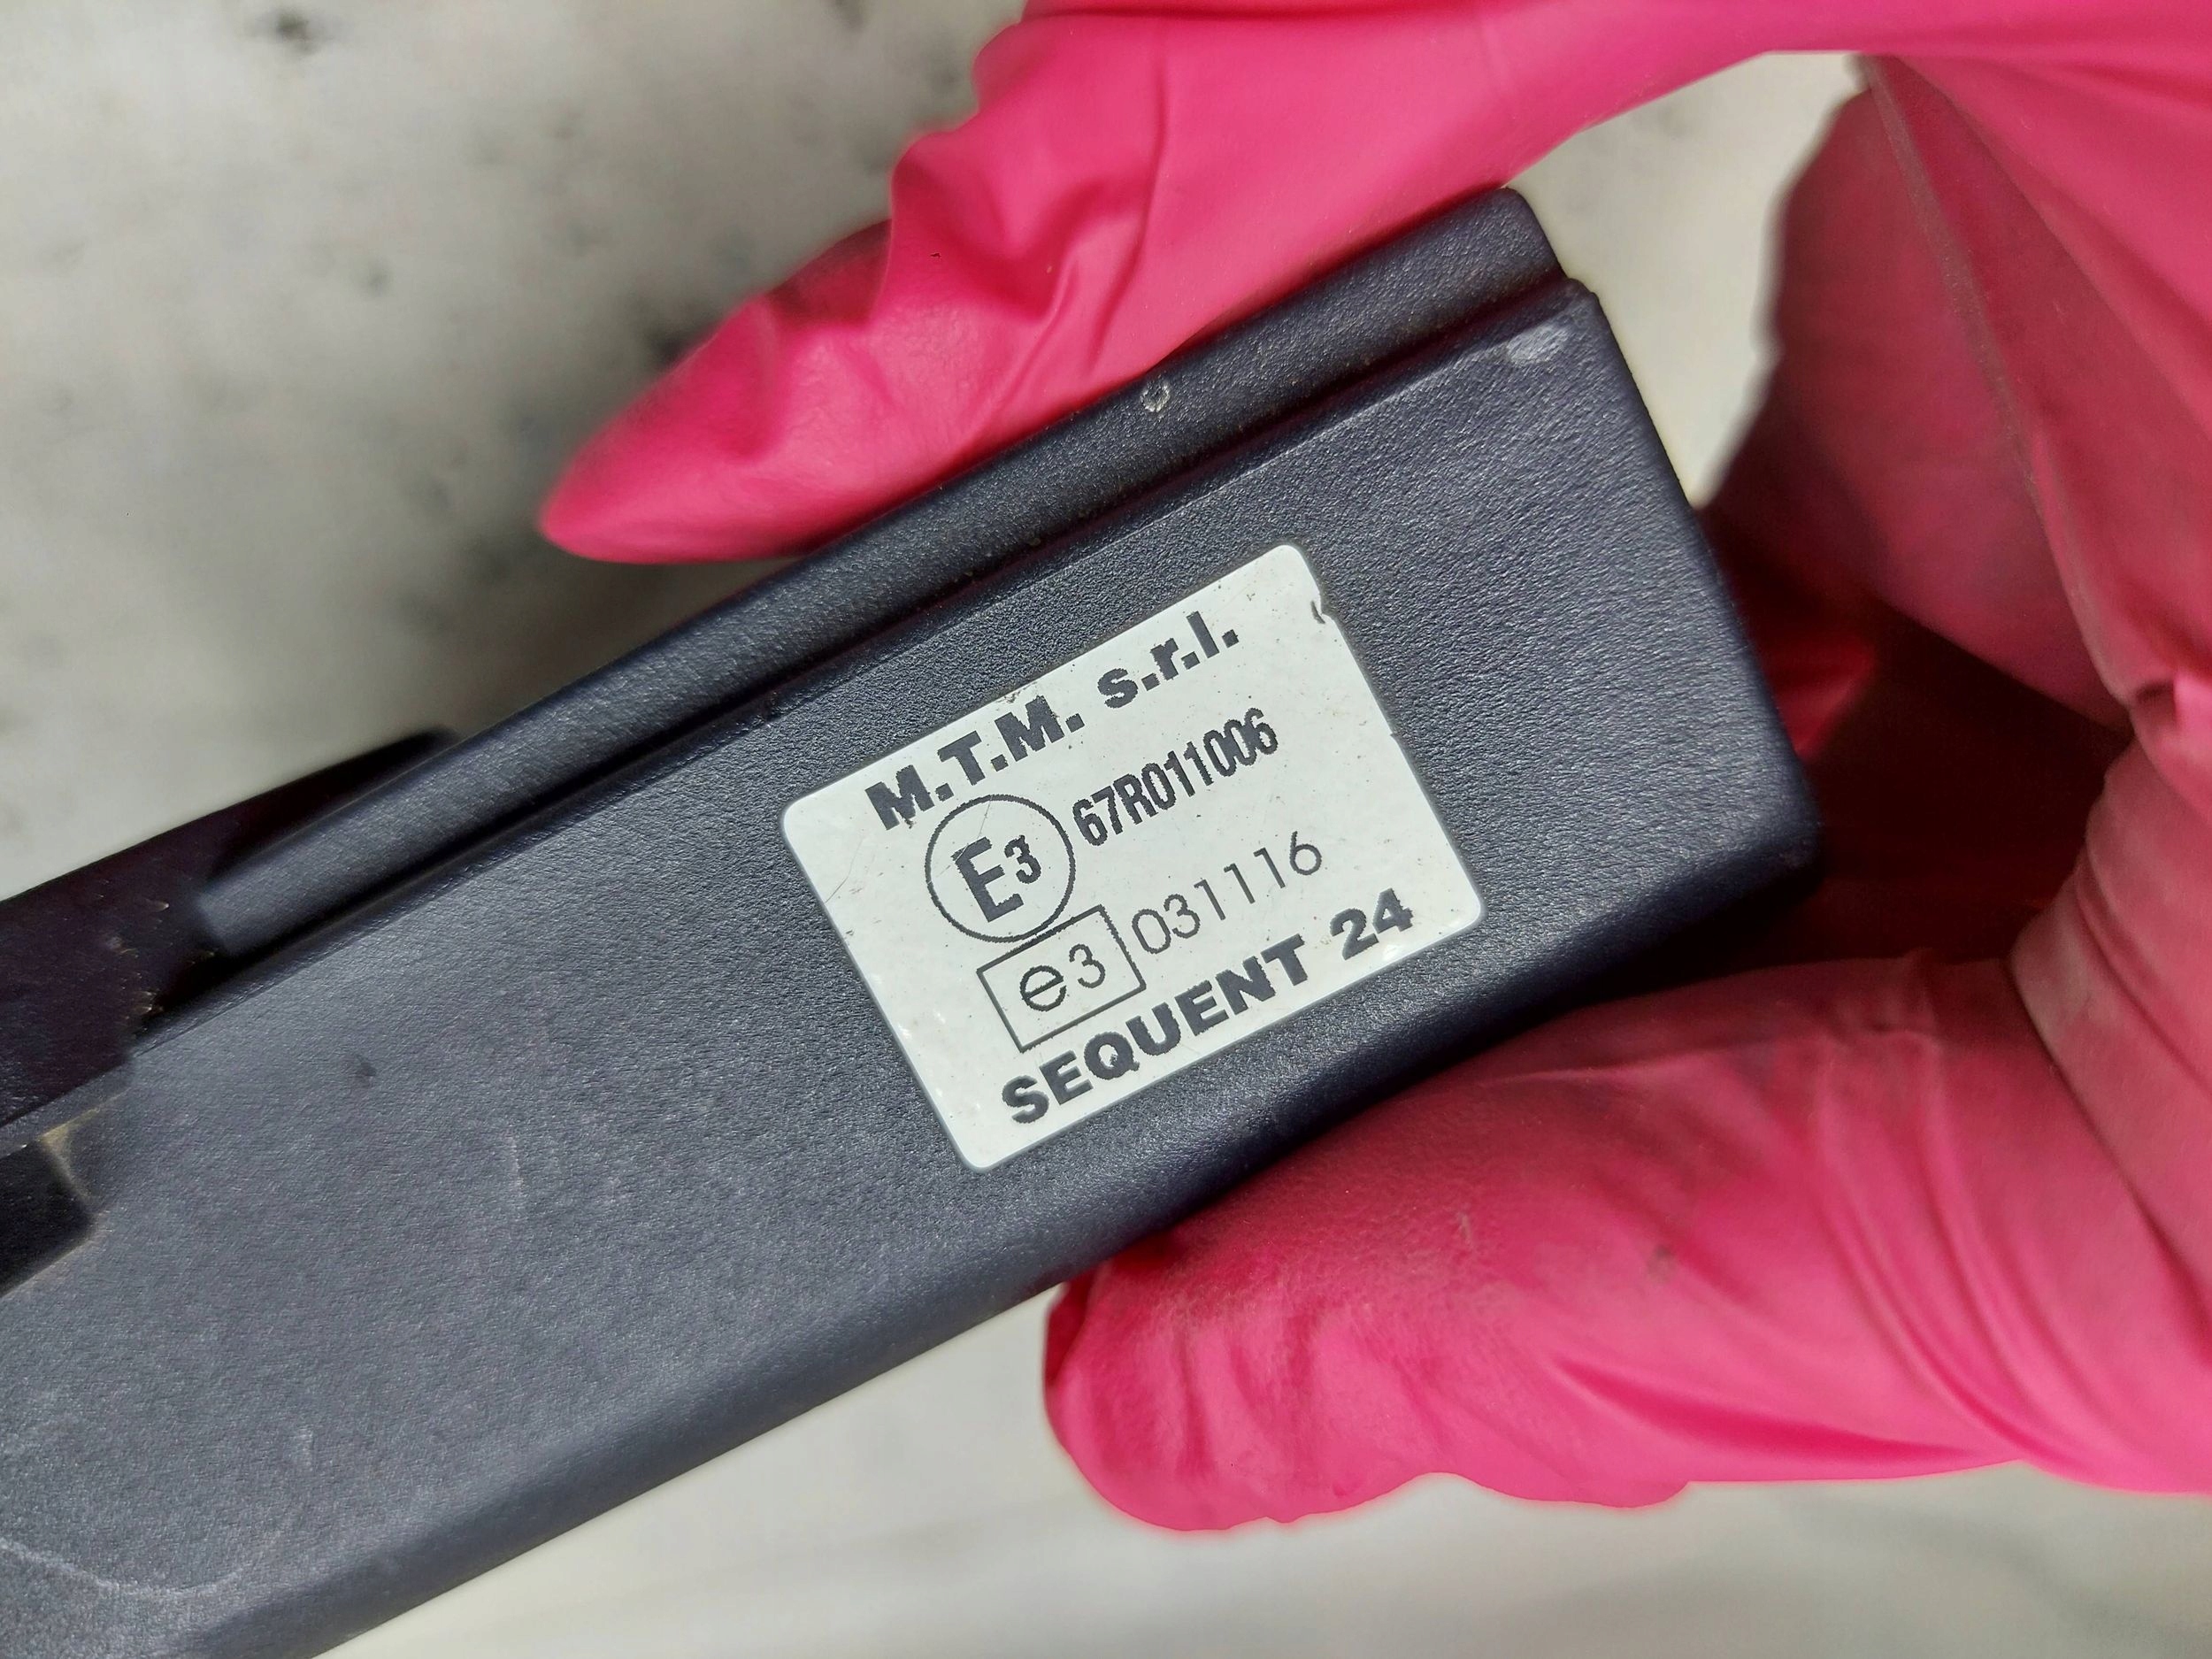 M.T.M. s.r.l.
E3 67R011006
e3 031116
SEQUENT 24